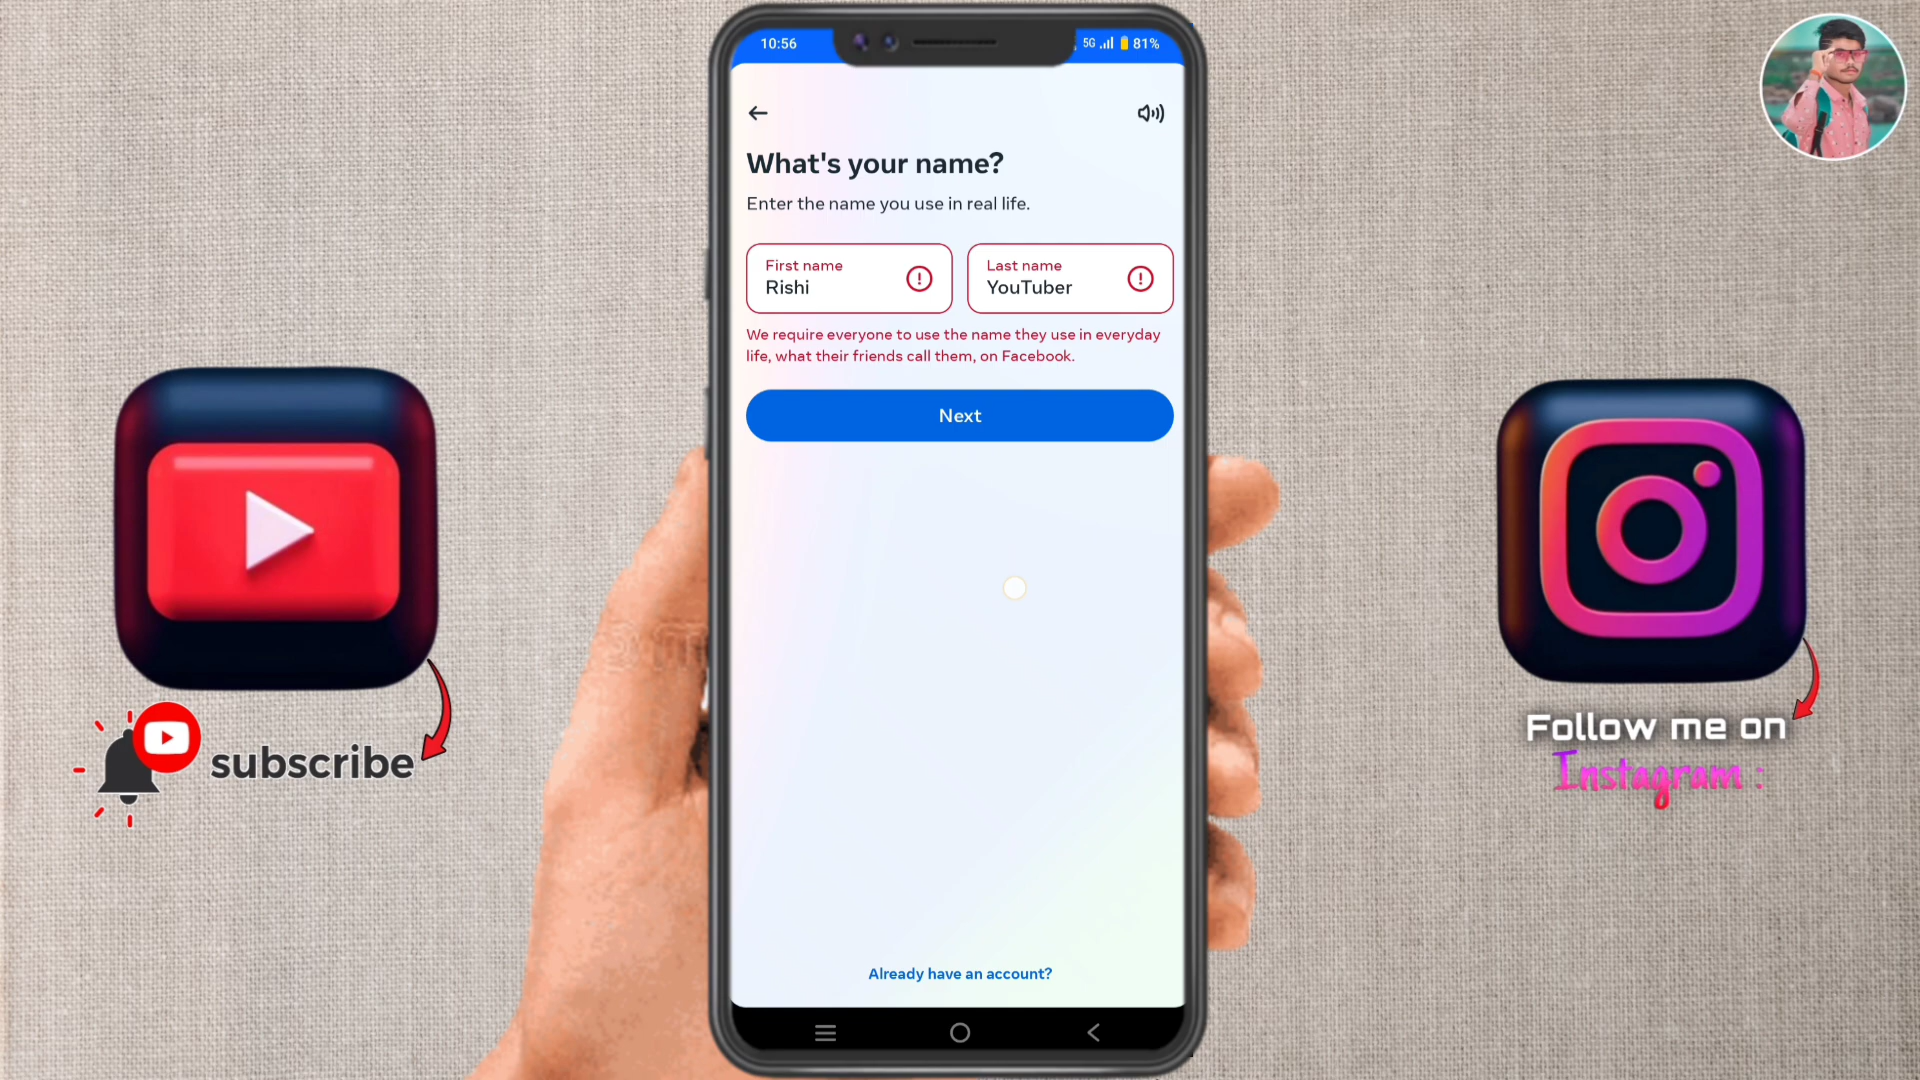 10:56
5G
81%
What's your name?
Enter the name you use in real life.
First name
Rishi
Last name
YouTuber
We require everyone to use the name they use in everyday
life, what their friends call them, on Facebook.
Next
Already have an account?
subscribe
Follow me on
Instagram :